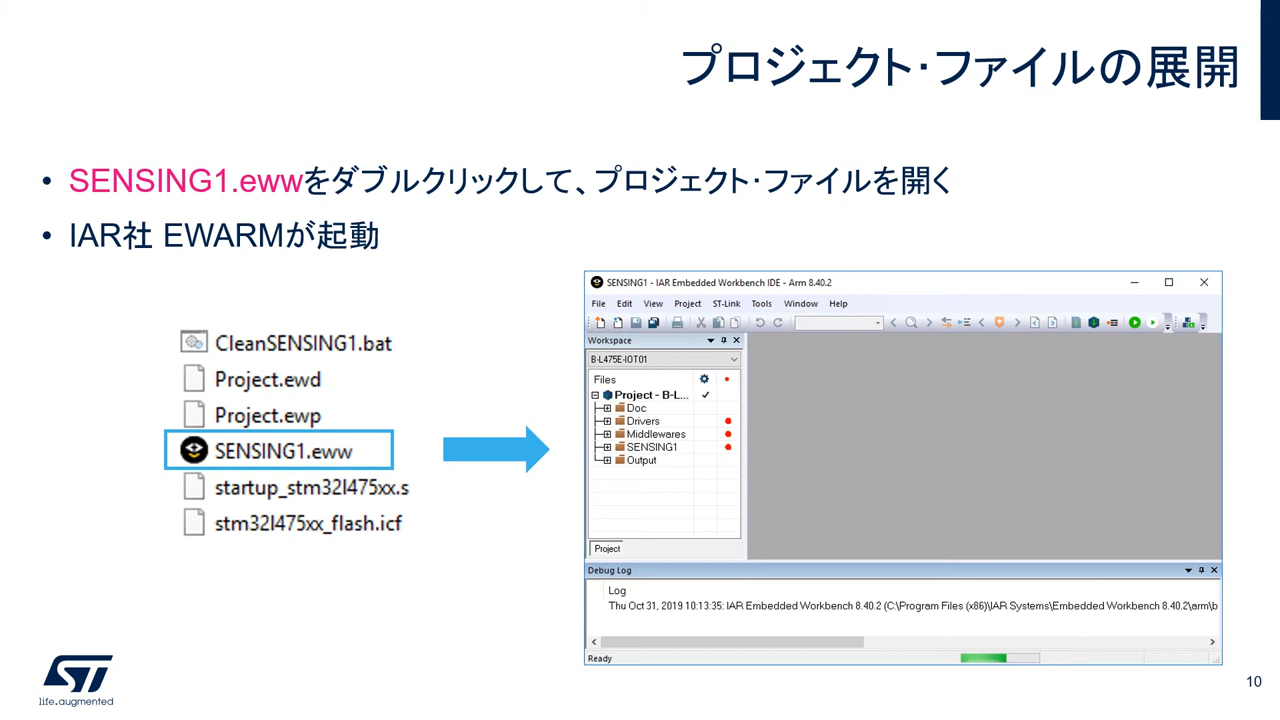 プロジェクト・ファイルの展開
• SENSING1.ewwをダブルクリックして、プロジェクト・ファイルを開く
• IAR社 EWARMが起動
CleanSENSING1.bat
Project.ewd
Project.ewp
SENSING1.eww
startup_stm32l475xx.s
stm32l475xx_flash.icf
SENSING1 - IAR Embedded Workbench IDE - Arm 8.40.2
File Edit View Project ST-Link Tools Window Help
Workspace
B-L475E-IOT01
Files
Project - B-L...
Doc
Drivers
Middlewares
SENSING1
Output
Project
Debug Log
Log
Thu Oct 31, 2019 10:13:35: IAR Embedded Workbench 8.40.2 (C:\Program Files (x86)\IAR Systems\Embedded Workbench 8.40.2\arm\b
Ready
ST
life.augmented
10